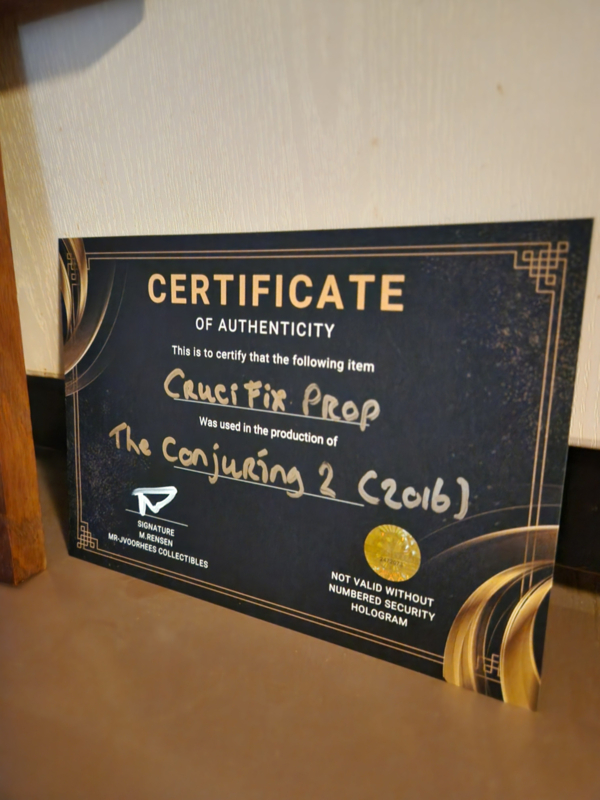 CERTIFICATE
OF AUTHENTICITY
This is to certify that the following item
CruciFix PROP
Was used in the production of
The Conjuring 2 (2016)
SIGNATURE
M.RENSEN
MR-JVOORHEES COLLECTIBLES
NOT VALID WITHOUT
NUMBERED SECURITY
HOLOGRAM